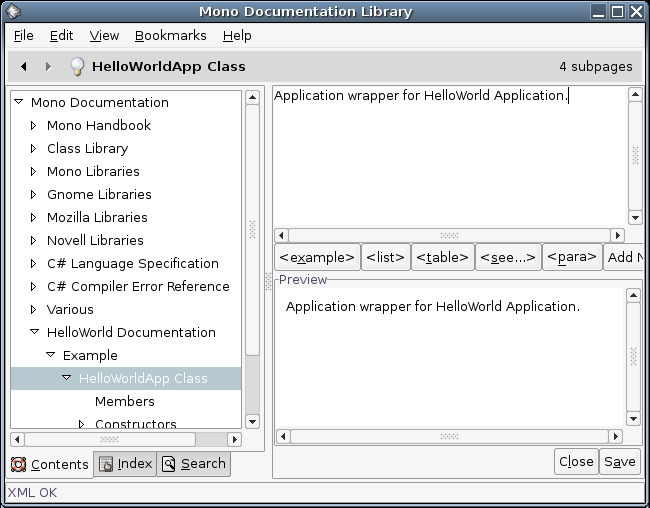 Mono Documentation Library
File Edit View Bookmarks Help
HelloWorldApp Class 4 subpages
Mono Documentation
Mono Handbook
Class Library
Mono Libraries
Gnome Libraries
Mozilla Libraries
Novell Libraries
C# Language Specification
C# Compiler Error Reference
Various
HelloWorld Documentation
Example
HelloWorldApp Class
Members
Constructors
Contents Index Search
Application wrapper for HelloWorld Application.
<example> <list> <table> <see...> <para> Add N
Preview
Application wrapper for HelloWorld Application.
Close Save
XML OK